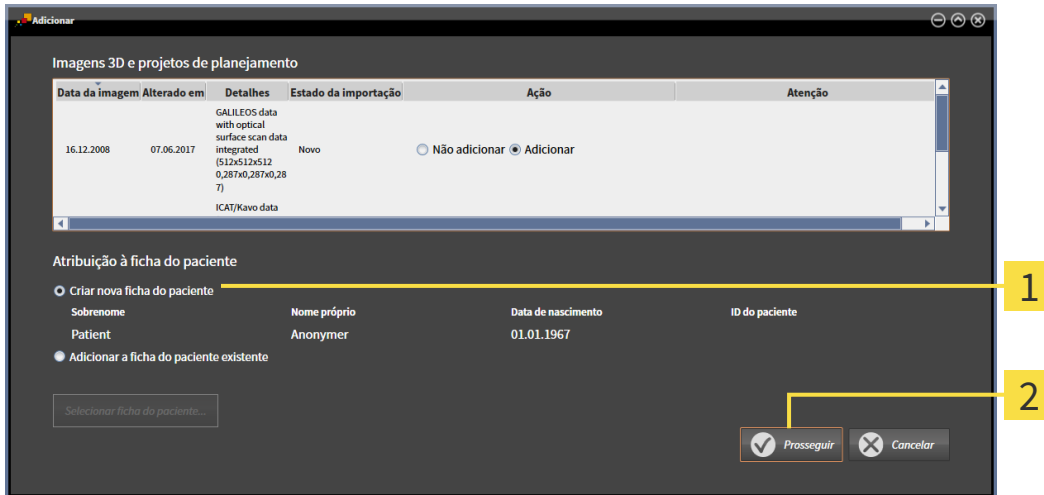 Adicionar
Imagens 3D e projetos de planejamento
Data da imagem Alterado em Detalhes Estado da importação Ação Atenção
16.12.2008 07.06.2017 GALILEOS data
with optical
surface scan data
integrated Novo Não adicionar Adicionar
(512x512x512
0,287x0,287x0,28
7)
ICAT/Kavo data
Atribuição à ficha do paciente
Criar nova ficha do paciente
1
Sobrenome Nome próprio Data de nascimento ID do paciente
Patient Anonymer 01.01.1967
Adicionar a ficha do paciente existente
2
Selecionar ficha do paciente...
Prosseguir Cancelar